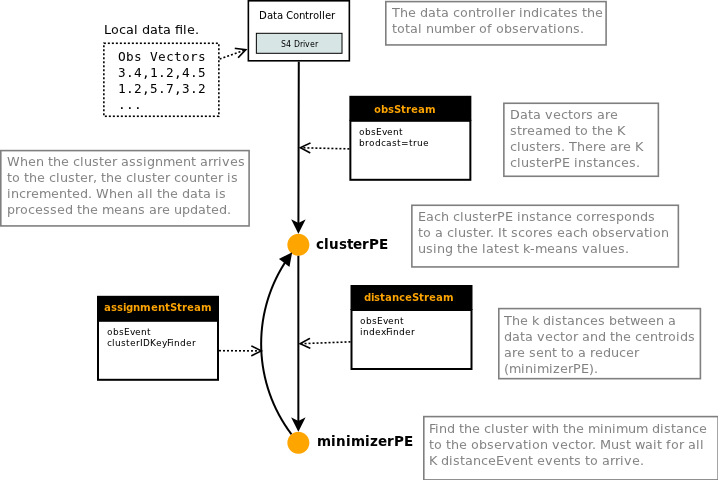 Data Controller
S4 Driver
The data controller indicates the
total number of observations.
Local data file.
Obs Vectors
3.4,1.2,4.5
1.2,5.7,3.2
...
obsStream
obsEvent
brodcast=true
Data vectors are
streamed to the K
clusters. There are K
clusterPE instances.
When the cluster assignment arrives
to the cluster, the cluster counter is
incremented. When all the data is
processed the means are updated.
clusterPE
Each clusterPE instance corresponds
to a cluster. It scores each observation
using the latest k-means values.
assignmentStream
obsEvent
clusterIDKeyFinder
distanceStream
obsEvent
indexFinder
The k distances between a
data vector and the centroids
are sent to a reducer
(minimizerPE).
minimizerPE
Find the cluster with the minimum distance
to the observation vector. Must wait for all
K distanceEvent events to arrive.